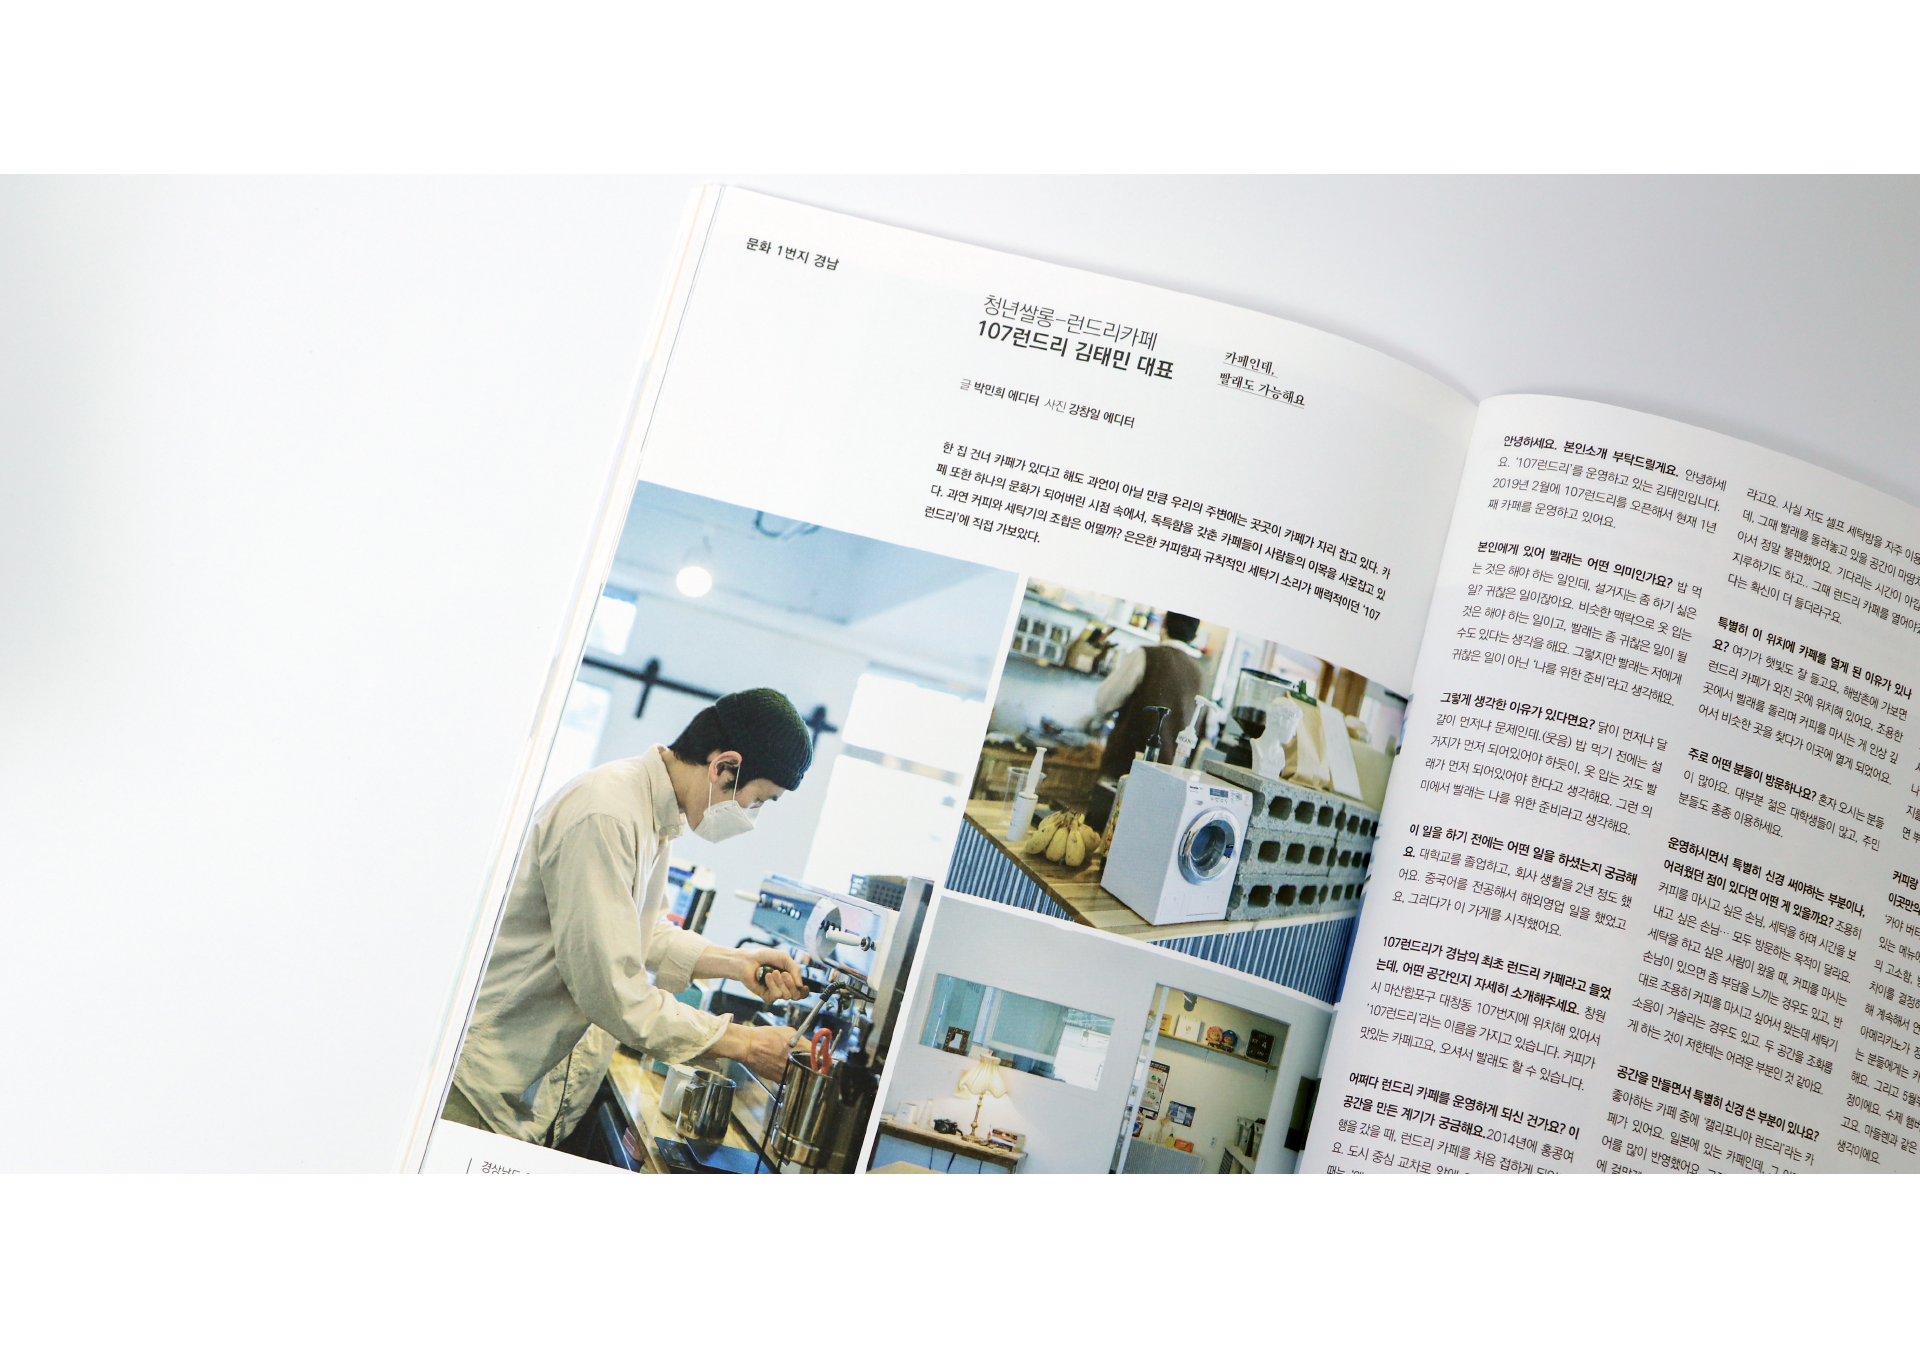 문화 1번지 경남
청년쌀롱-런드리카페
107런드리 김태민 대표
카페인데,
빨래도 가능해요
글 박민희 에디터 사진 강창일 에디터
한 집 건너 카페가 있다고 해도 과언이 아닐 만큼 우리의 주변에는 곳곳이 카페가 자리 잡고 있다. 카
페 또한 하나의 문화가 되어버린 시점 속에서, 독특함을 갖춘 카페들이 사람들의 이목을 사로잡고 있
다. 과연 커피와 세탁기의 조합은 어떨까? 은은한 커피향과 규칙적인 세탁기 소리가 매력적이던 '107
런드리'에 직접 가보았다.
안녕하세요. 본인소개 부탁드릴게요. 안녕하세
요. '107런드리'를 운영하고 있는 김태민입니다.
2019년 2월에 107런드리를 오픈해서 현재 1년
째 카페를 운영하고 있어요.
본인에게 있어 빨래는 어떤 의미인가요? 밥 먹
는 것은 해야 하는 일인데, 설거지는 좀 하기 싫은
일? 귀찮은 일이잖아요. 비슷한 맥락으로 옷 입는
것은 해야 하는 일이고, 빨래는 좀 귀찮은 일이 될
수도 있다는 생각을 해요. 그렇지만 빨래는 저에게
귀찮은 일이 아닌 '나를 위한 준비'라고 생각해요.
그렇게 생각한 이유가 있다면요? 닭이 먼저냐 달
걀이 먼저냐 문제인데.(웃음) 밥 먹기 전에는 설
거지가 먼저 되어있어야 하듯이, 옷 입는 것도 빨
래가 먼저 되어있어야 한다고 생각해요. 그런 의
미에서 빨래는 나를 위한 준비라고 생각해요.
이 일을 하기 전에는 어떤 일을 하셨는지 궁금해
요. 대학교를 졸업하고, 회사 생활을 2년 정도 했
어요. 중국어를 전공해서 해외영업 일을 했었고
요, 그러다가 이 가게를 시작했어요.
107런드리가 경남의 최초 런드리 카페라고 들었
는데, 어떤 공간인지 자세히 소개해주세요. 창원
시 마산합포구 대창동 107번지에 위치해 있어서
'107런드리'라는 이름을 가지고 있습니다. 커피가
맛있는 카페고요, 오셔서 빨래도 할 수 있습니다.
어쩌다 런드리 카페를 운영하게 되신 건가요? 이
공간을 만든 계기가 궁금해요.2014년에 홍콩여
행을 갔을 때, 런드리 카페를 처음 접하게
요. 도시 중심 교차로
라고요. 사실 저도 셀프 세탁방을 자주
데, 그때 빨래를 돌려놓고 있을 공간이
아서 정말 불편했어요. 기다리는 시간이
지루하기도 하고.. 그때 런드리 카페를
다는 확신이 더 들더라구요.
특별히 이 위치에 카페를 열게 된 이유가 있나
요? 여기가 햇빛도 잘 들고요, 해방촌에 가보면
런드리 카페가 외진 곳에 위치해 있어요. 조용한
곳에서 빨래를 돌리며 커피를 마시는 게 인상 깊
어서 비슷한 곳을 찾다가 이곳에 열게 되었어요.
주로 어떤 분들이 방문하나요? 혼자 오시는 분들
이 많아요. 대부분 젊은 대학생들이 많고, 주민
분들도 종종 이용하세요.
운영하시면서 특별히 신경 써야하는 부분이나,
어려웠던 점이 있다면 어떤 게 있을까요? 조용히
커피를 마시고 싶은 손님, 세탁을 하며 시간을 보
내고 싶은 손님… 모두 방문하는 목적이 달라요.
세탁을 하고 싶은 사람이 왔을 때, 커피를 마시는
손님이 있으면 좀 부담을 느끼는 경우도 있고, 반
대로 조용히 커피를 마시고 싶어서 왔는데 세탁기
소음이 거슬리는 경우도 있고. 두 공간을 조화롭
게 하는 것이 저한테는 어려운 부분인 것 같아요.
공간을 만들면서 특별히 신경 쓴 부분이 있나요?
좋아하는 카페 중에 '캘리포니아 런드리'라는 카
페가 있어요. 일본에 있는 카페인데,
어를 많이 반영했어요.
커피랑
이곳만의
있는
의 고소함,
차이를
해 계속해서
아메리카노가
는 분들에게는
해요. 그리고 5월
정이에요. 수제
고요. 마들렌과 같은
생각이에요.